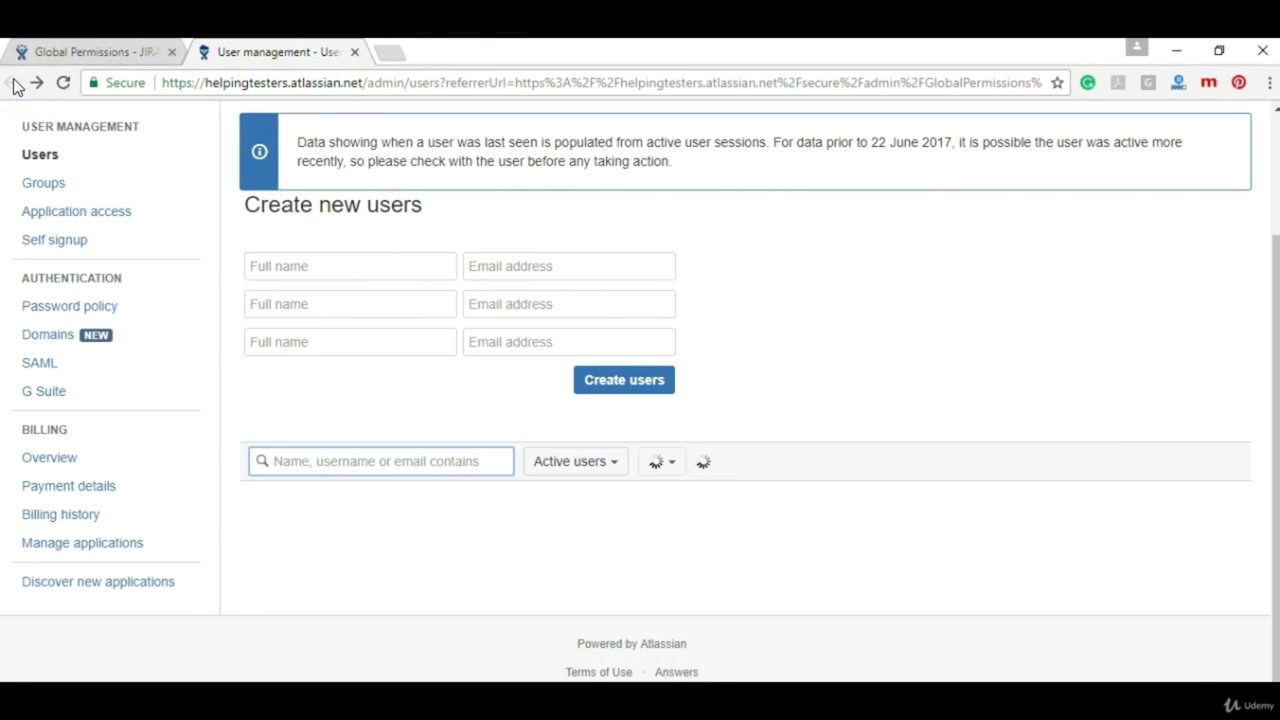 Global Permissions - JIRA
User management - Use
Secure
https://helpingtesters.atlassian.net/admin/users?referrerUrl=https%3A%2F%2Fhelpingtesters.atlassian.net%2Fsecure%2Fadmin%2FGlobalPermissions%
USER MANAGEMENT
Users
Groups
Application access
Self signup
AUTHENTICATION
Password policy
Domains NEW
SAML
G Suite
BILLING
Overview
Payment details
Billing history
Manage applications
Discover new applications
Data showing when a user was last seen is populated from active user sessions. For data prior to 22 June 2017, it is possible the user was active more
recently, so please check with the user before any taking action.
Create new users
Full name Email address
Full name Email address
Full name Email address
Create users
Name, username or email contains Active users
Powered by Atlassian
Terms of Use · Answers
Udemy